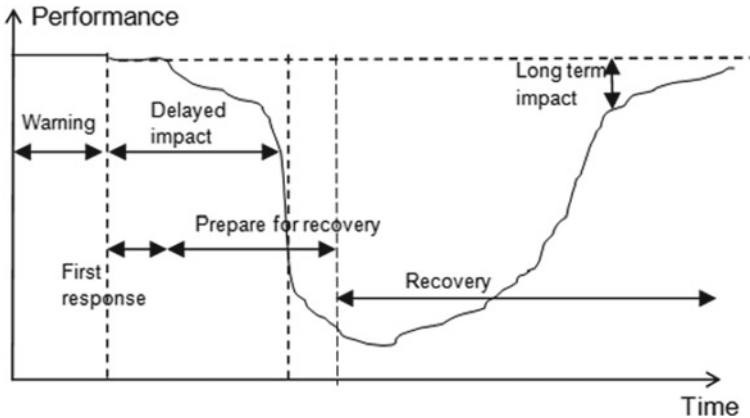 Performance
Long term
impact
Delayed
impact
Warning
Prepare for recovery
First
response
Recovery
Time